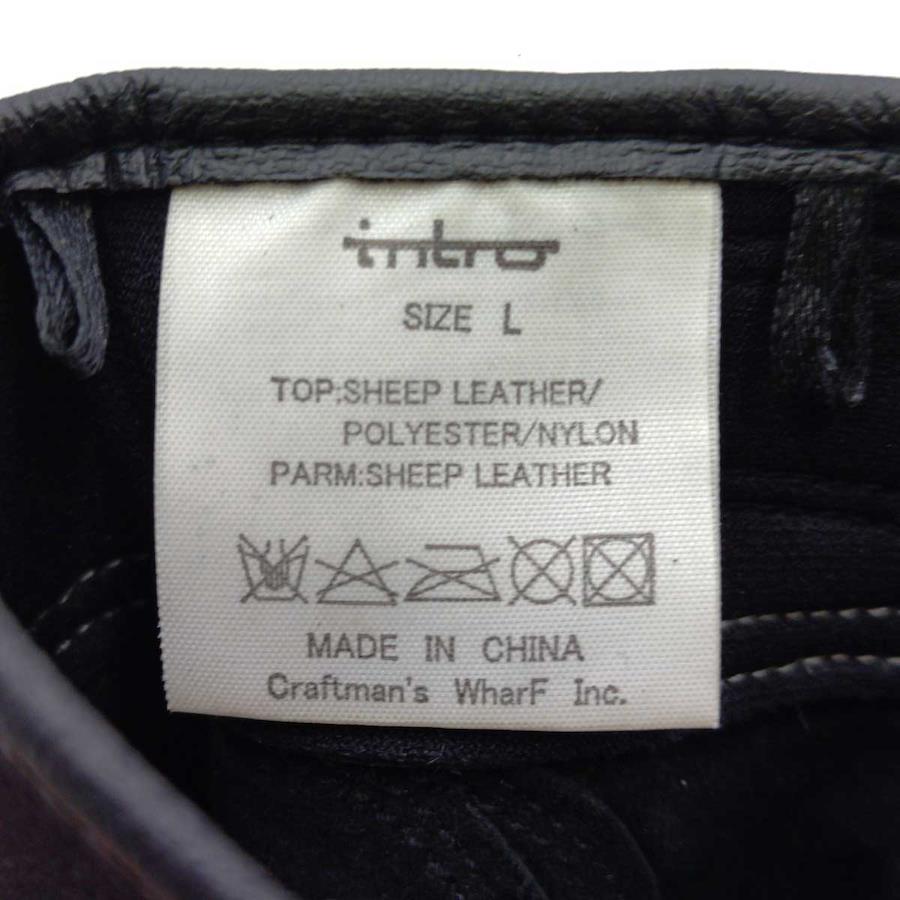 intro
SIZE L
TOP:SHEEP LEATHER/
POLYESTER/NYLON
PARM:SHEEP LEATHER
MADE IN CHINA
Craftman's WharF Inc.